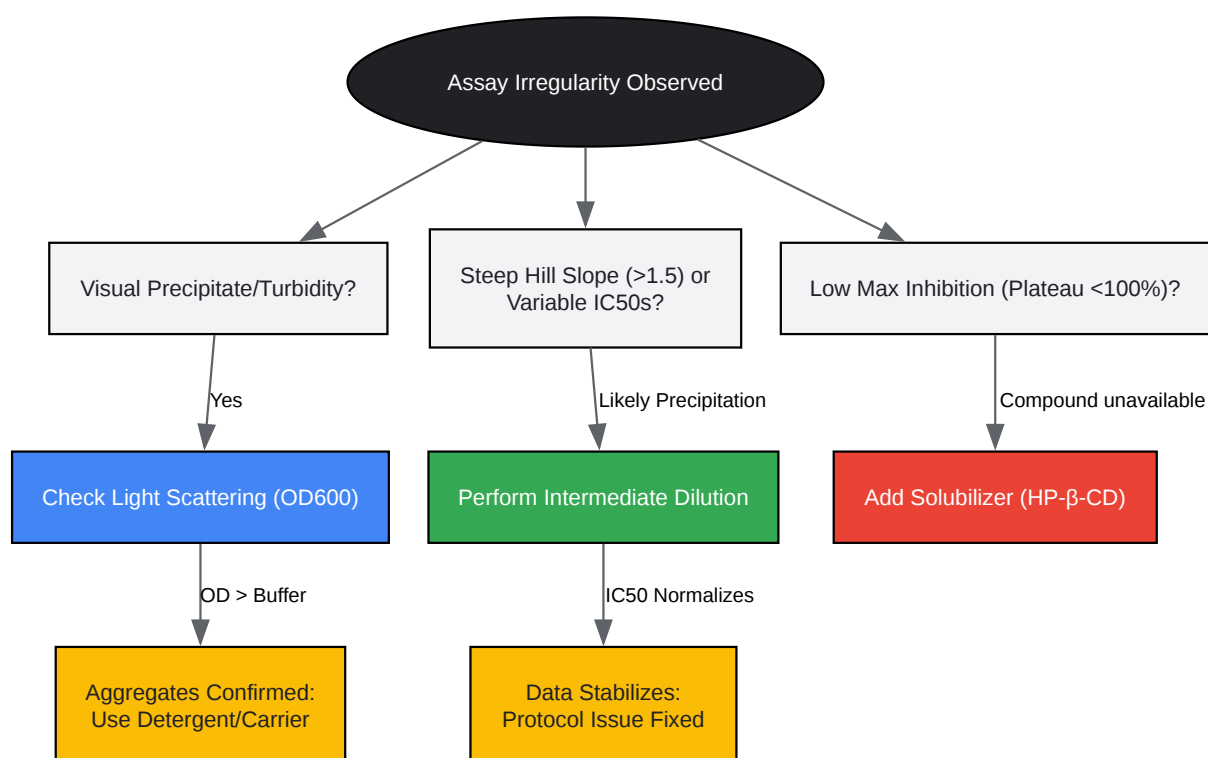 Assay Irregularity Observed
Visual Precipitate/Turbidity?
Steep Hill Slope (>1.5) or
Variable IC50s?
Low Max Inhibition (Plateau <100%)?
Yes
Likely Precipitation
Compound unavailable
Check Light Scattering (OD600)
Perform Intermediate Dilution
Add Solubilizer (HP-β-CD)
OD > Buffer
IC50 Normalizes
Aggregates Confirmed:
Use Detergent/Carrier
Data Stabilizes:
Protocol Issue Fixed